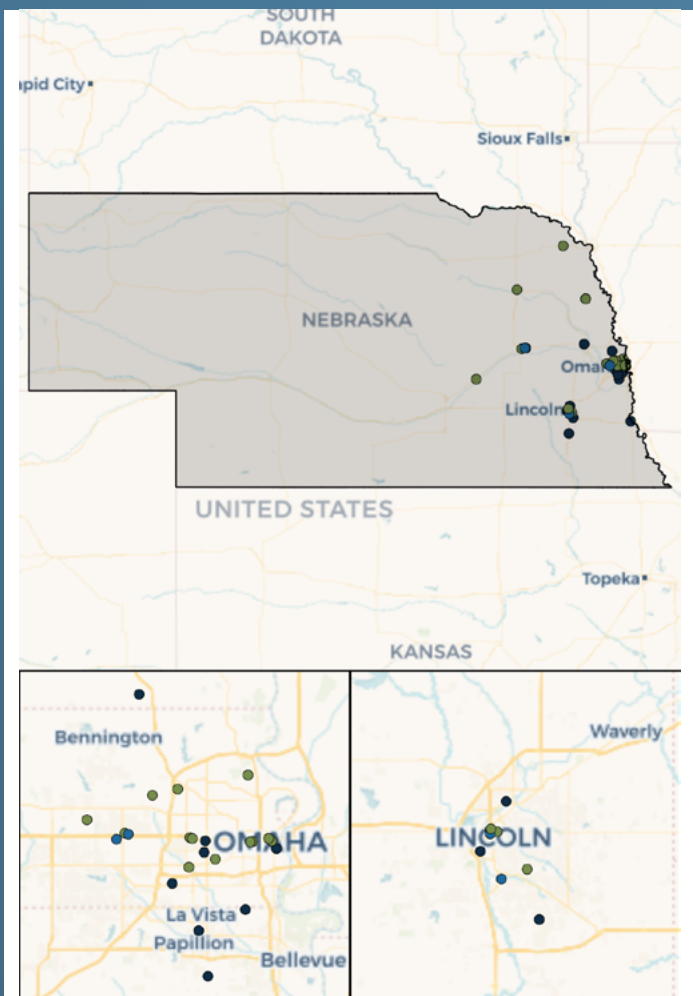 SOUTH
DAKOTA
apid City
Sioux Falls
NEBRASKA
Omah
Lincoln
UNITED STATES
Topeka
KANSAS
Bennington
OMAHA
La Vista
Papillion
Bellevue
Waverly
LINCOLN